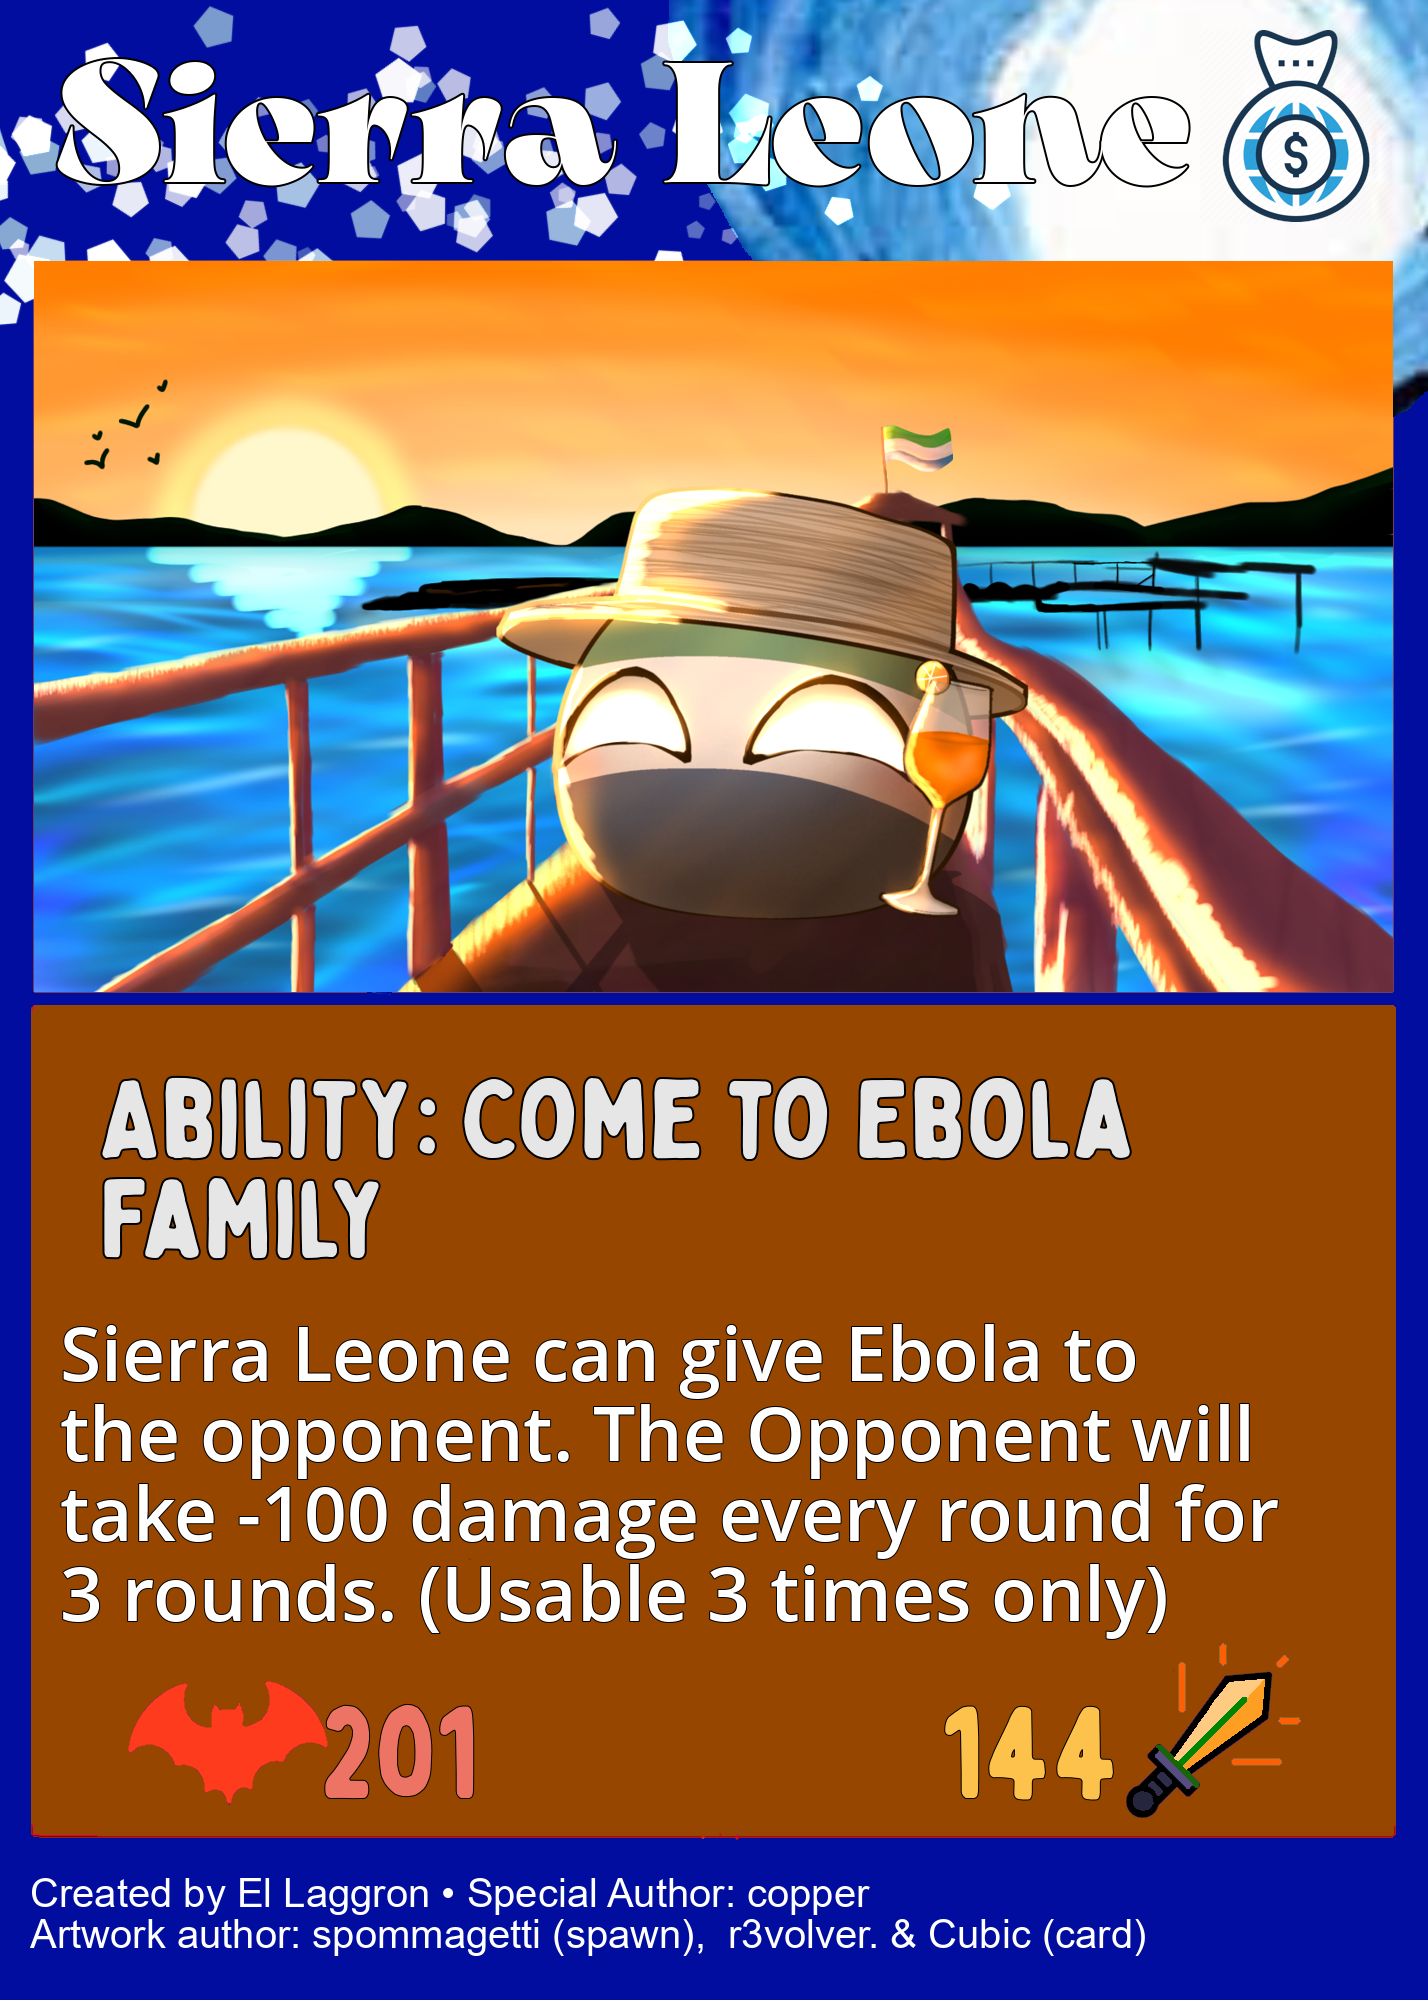 Sierra Leone
$
ABILITY: COME TO EBOLA
FAMILY
Sierra Leone can give Ebola to
the opponent. The Opponent will
take -100 damage every round for
3 rounds. (Usable 3 times only)
201
144
Created by El Laggron • Special Author: copper
Artwork author: spommagetti (spawn),  r3volver. & Cubic (card)